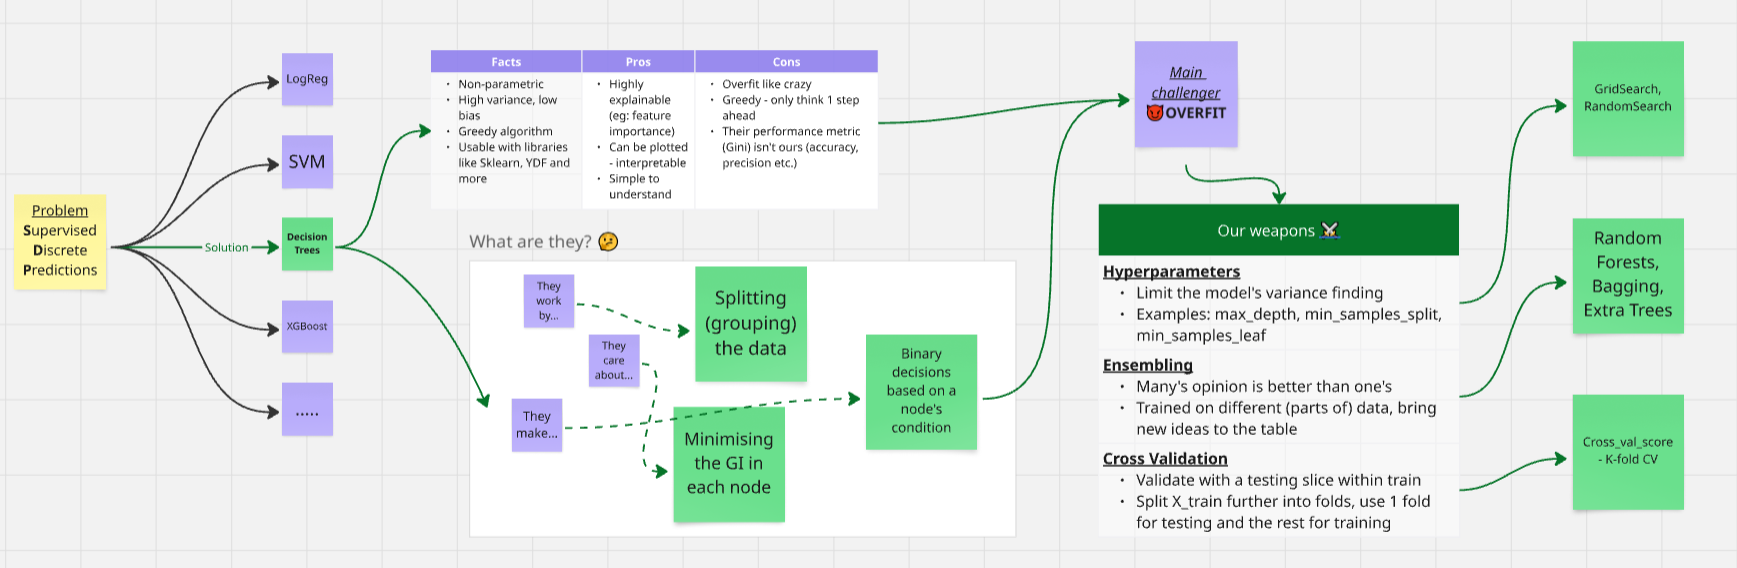 Problem
Supervised
Discrete
Predictions
Solution
LogReg
SVM
Decision
Trees
XGBoost
.....
Facts
• Non-parametric
• High variance, low
bias
• Greedy algorithm
• Usable with libraries
like Sklearn, YDF and
more
Pros
• Highly
explainable
(eg: feature
importance)
• Can be plotted
- interpretable
• Simple to
understand
Cons
• Overfit like crazy
• Greedy - only think 1 step
ahead
• Their performance metric
(Gini) isn't ours (accuracy,
precision etc.)
What are they? 🤔
They
work
by...
Splitting
(grouping)
the data
They
care
about...
Minimising
the GI in
each node
They
make...
Binary
decisions
based on a
node's
condition
Main
challenger
👿OVERFIT
Our weapons ⚔️
Hyperparameters
• Limit the model's variance finding
• Examples: max_depth, min_samples_split,
min_samples_leaf
Ensembling
• Many's opinion is better than one's
• Trained on different (parts of) data, bring
new ideas to the table
Cross Validation
• Validate with a testing slice within train
• Split X_train further into folds, use 1 fold
for testing and the rest for training
GridSearch,
RandomSearch
Random
Forests,
Bagging,
Extra Trees
Cross_val_score
- K-fold CV